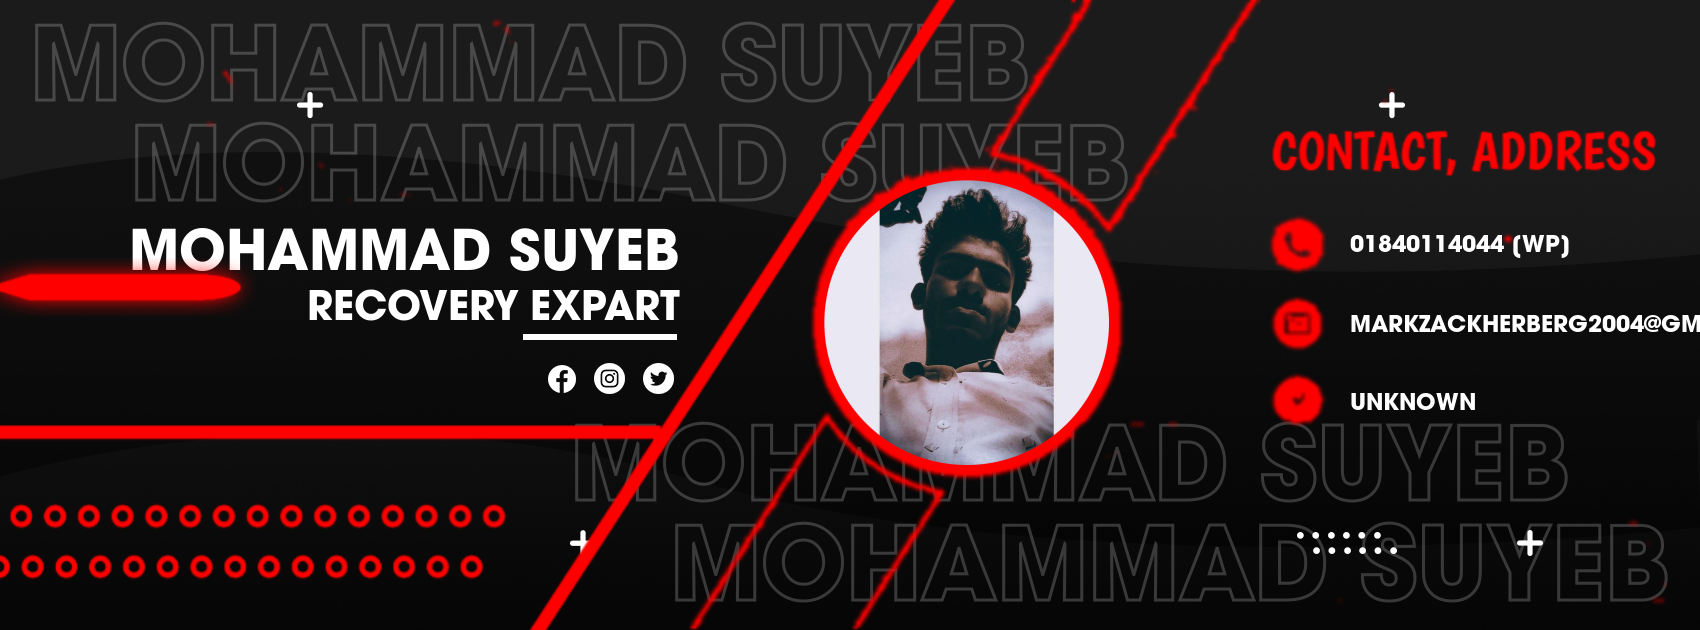 MOHAMMAD SUYEB
MOHAMMAD SUYEB
MOHAMMAD SUYEB
RECOVERY EXPART
CONTACT, ADDRESS
01840114044 (WP)
MARKZACKHERBERG2004@GM
UNKNOWN
MOHAMMAD SUYEB
MOHAMMAD SUYEB